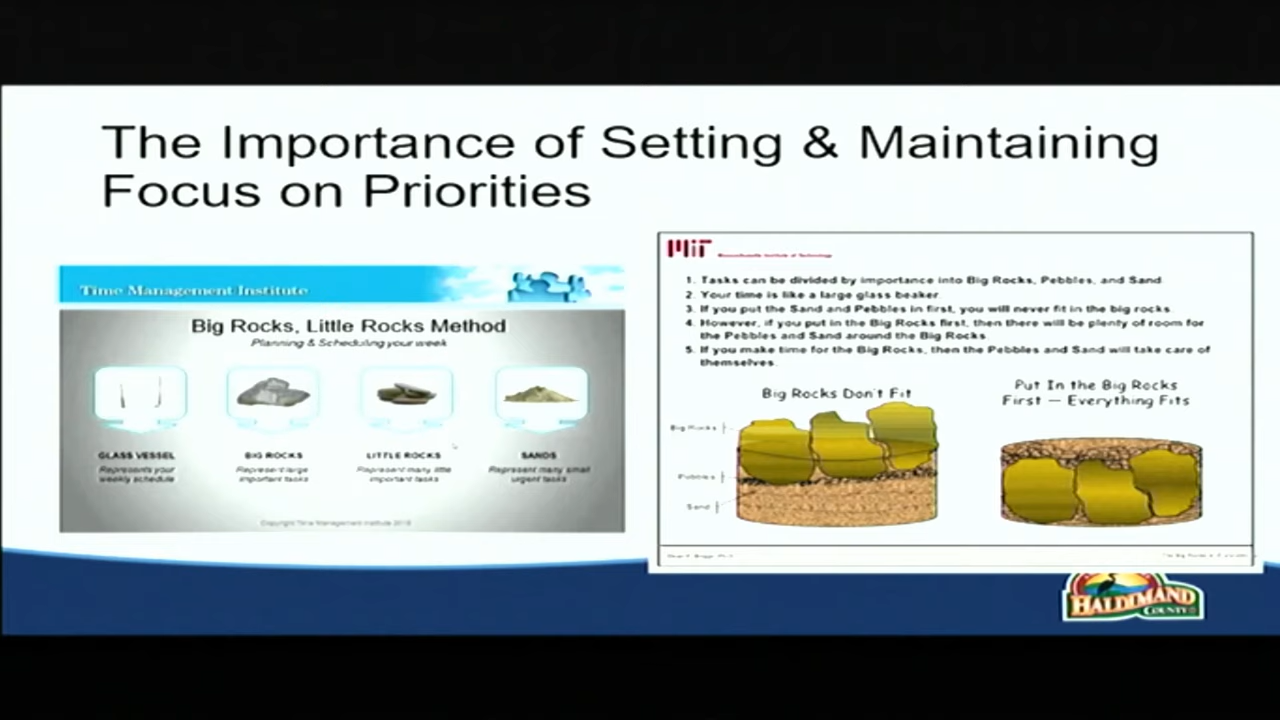 The Importance of Setting & Maintaining
Focus on Priorities
Time Management Institute
Big Rocks, Little Rocks Method
Planning & Scheduling your week
GLASS VESSEL
Represents your
weekly schedule
BIG ROCKS
Represent large
important tasks
LITTLE ROCKS
Represent many little
important tasks
SANDS
Represent many small
urgent tasks
Copyright Time Management Institute
MIT
Massachusetts Institute of Technology
1. Tasks can be divided by importance into Big Rocks, Pebbles, and Sand.
2. Your time is like a large glass beaker.
3. If you put the Sand and Pebbles in first, you will never fit in the big rocks.
4. However, if you put in the Big Rocks first, then there will be plenty of room for
the Pebbles and Sand around the Big Rocks.
5. If you make time for the Big Rocks, then the Pebbles and Sand will take care of
themselves.
Big Rocks Don't Fit
Big Rocks
Pebbles
Sand
Put In the Big Rocks
First — Everything Fits
HALDIMAND
COUNTY